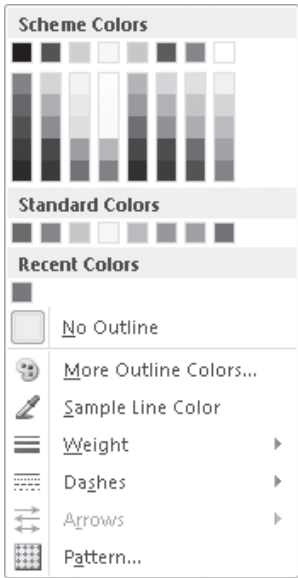 Scheme Colors
Standard Colors
Recent Colors
No Outline
More Outline Colors...
Sample Line Color
Weight
Dashes
Arrows
Pattern...